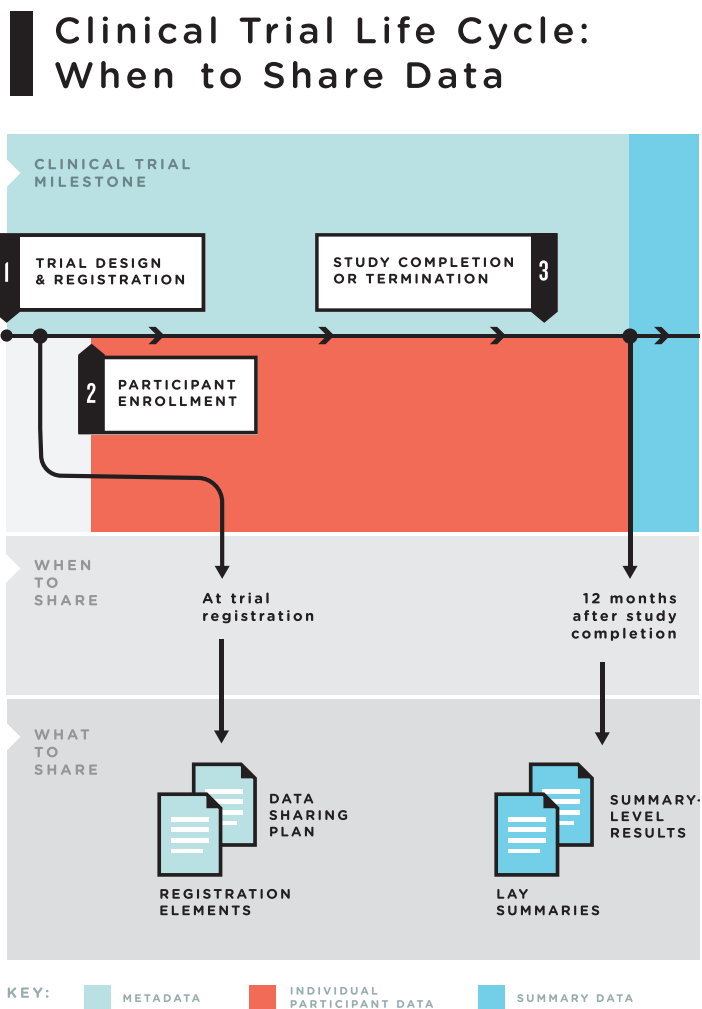 Clinical Trial Life Cycle:
When to Share Data
CLINICAL TRIAL
MILESTONE
1
TRIAL DESIGN
& REGISTRATION
STUDY COMPLETION
OR TERMINATION
3
2
PARTICIPANT
ENROLLMENT
WHEN
TO
SHARE
At trial
registration
12 months
after study
completion
WHAT
TO
SHARE
DATA
SHARING
PLAN
REGISTRATION
ELEMENTS
SUMMARY-
LEVEL
RESULTS
LAY
SUMMARIES
KEY:
METADATA
INDIVIDUAL
PARTICIPANT DATA
SUMMARY DATA